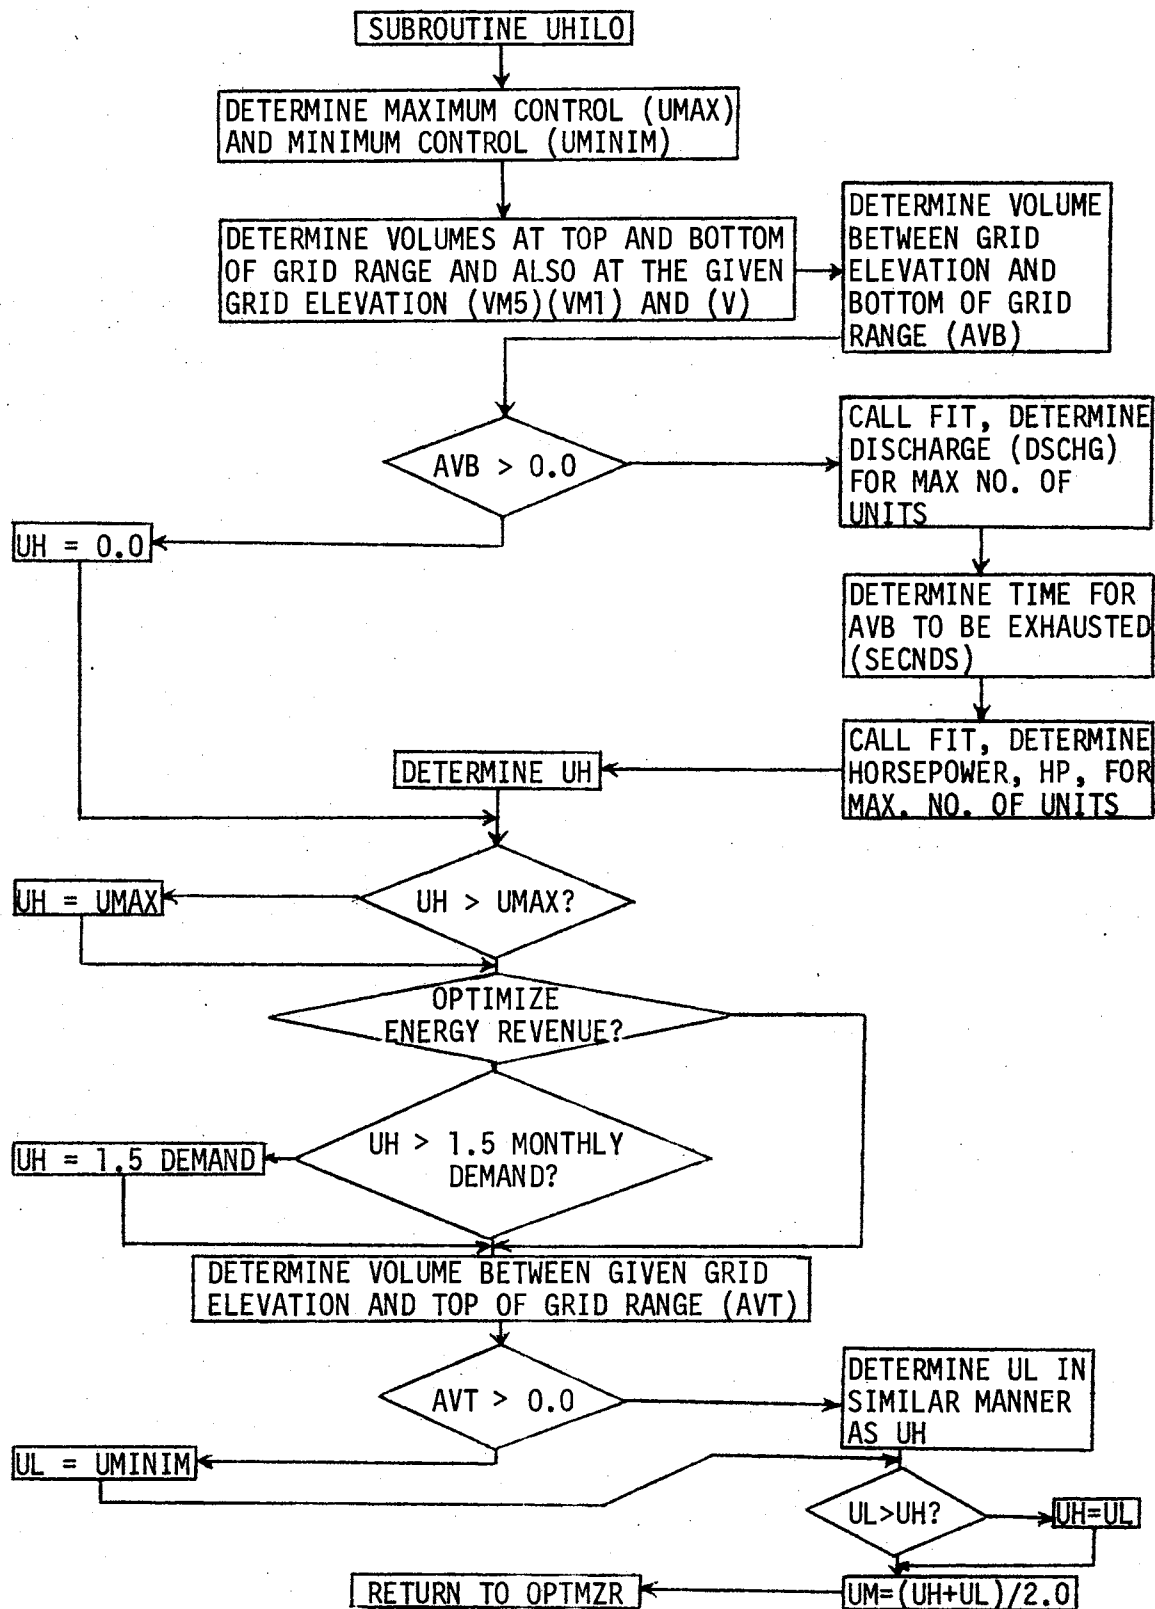 SUBROUTINE UHILO
DETERMINE MAXIMUM CONTROL (UMAX)
AND MINIMUM CONTROL (UMINIM)
DETERMINE VOLUMES AT TOP AND BOTTOM
OF GRID RANGE AND ALSO AT THE GIVEN
GRID ELEVATION (VM5)(VM1) AND (V)
DETERMINE VOLUME
BETWEEN GRID
ELEVATION AND
BOTTOM OF GRID
RANGE (AVB)
AVB > 0.0
CALL FIT, DETERMINE
DISCHARGE (DSCHG)
FOR MAX NO. OF
UNITS
UH = 0.0
DETERMINE TIME FOR
AVB TO BE EXHAUSTED
(SECNDS)
CALL FIT, DETERMINE
HORSEPOWER, HP, FOR
MAX. NO. OF UNITS
DETERMINE UH
UH > UMAX?
UH = UMAX
OPTIMIZE
ENERGY REVENUE?
UH > 1.5 MONTHLY
DEMAND?
UH = 1.5 DEMAND
DETERMINE VOLUME BETWEEN GIVEN GRID
ELEVATION AND TOP OF GRID RANGE (AVT)
AVT > 0.0
DETERMINE UL IN
SIMILAR MANNER
AS UH
UL = UMINIM
UL>UH?
UH=UL
UM=(UH+UL)/2.0
RETURN TO OPTMZR